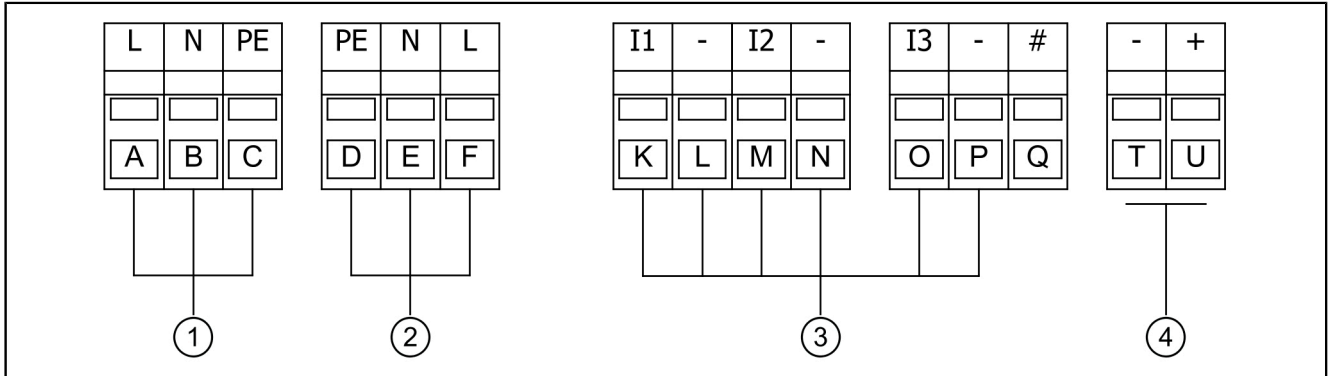 L N PE PE N L I1 - I2 - I3 - # - +
A B C D E F K L M N O P Q T U
1 2 3 4